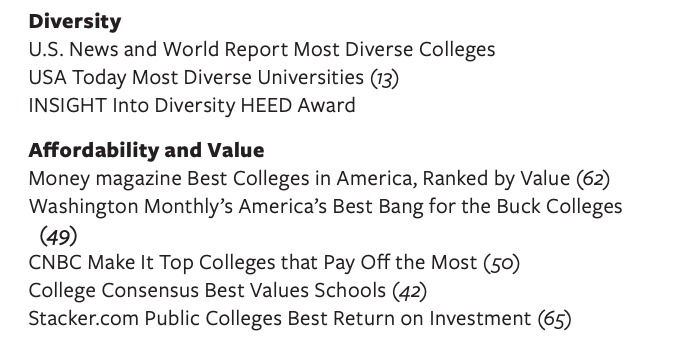 Diversity
U.S. News and World Report Most Diverse Colleges
USA Today Most Diverse Universities (13)
INSIGHT Into Diversity HEED Award
Affordability and Value
Money magazine Best Colleges in America, Ranked by Value (62)
Washington Monthly’s America’s Best Bang for the Buck Colleges
(49)
CNBC Make It Top Colleges that Pay Off the Most (50)
College Consensus Best Values Schools (42)
Stacker.com Public Colleges Best Return on Investment (65)